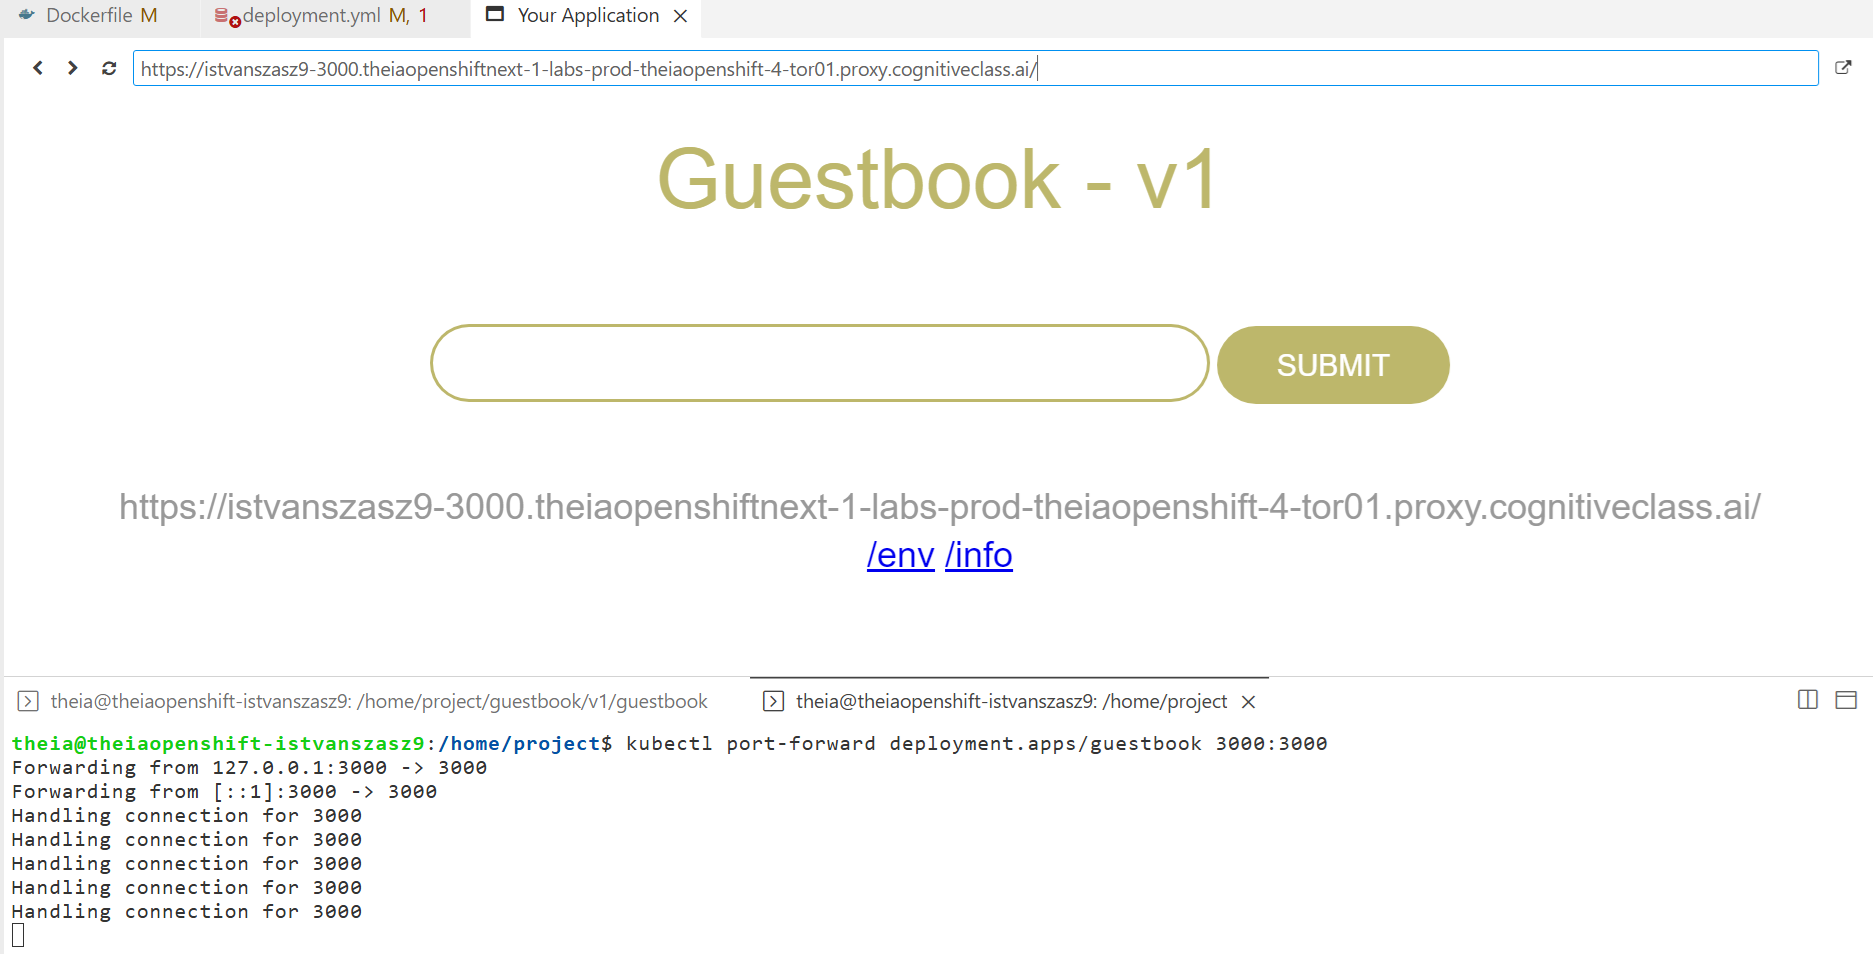 Dockerfile M
deployment.yml M, 1
Your Application
https://istvanszasz9-3000.theiaopenshiftnext-1-labs-prod-theiaopenshift-4-tor01.proxy.cognitiveclass.ai/
Guestbook - v1
SUBMIT
https://istvanszasz9-3000.theiaopenshiftnext-1-labs-prod-theiaopenshift-4-tor01.proxy.cognitiveclass.ai/
/env /info
theia@theiaopenshift-istvanszasz9: /home/project/guestbook/v1/guestbook
theia@theiaopenshift-istvanszasz9: /home/project
theia@theiaopenshift-istvanszasz9:/home/project$ kubectl port-forward deployment.apps/guestbook 3000:3000
Forwarding from 127.0.0.1:3000 -> 3000
Forwarding from [::1]:3000 -> 3000
Handling connection for 3000
Handling connection for 3000
Handling connection for 3000
Handling connection for 3000
Handling connection for 3000